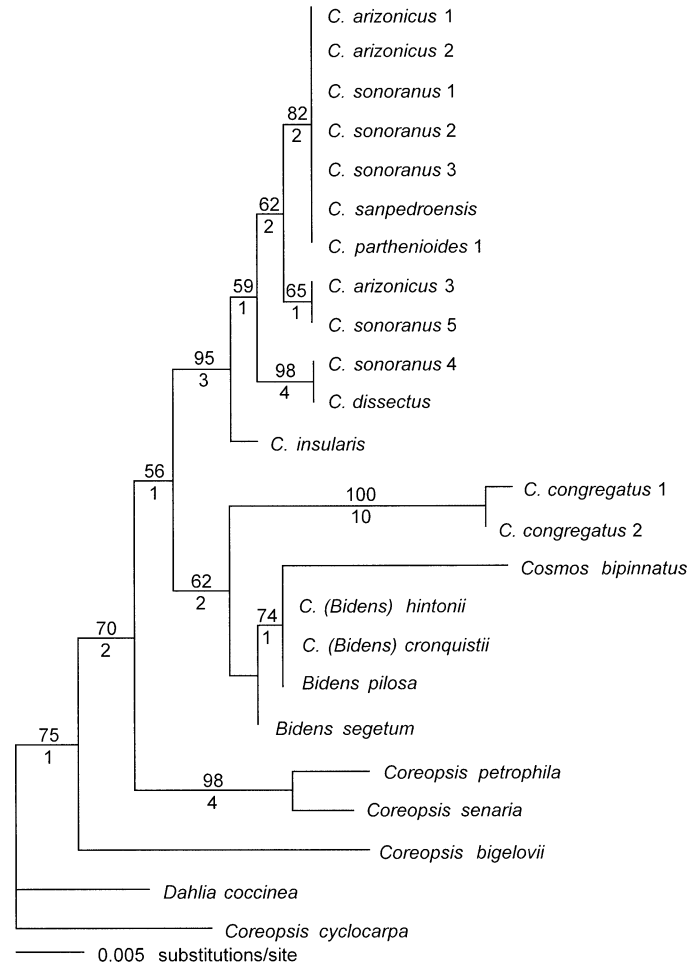 C. arizonicus 1
C. arizonicus 2
C. sonoranus 1
82
2
C. sonoranus 2
C. sonoranus 3
C. sanpedroensis
62
2
C. parthenioides 1
59
1
65
1
C. arizonicus 3
C. sonoranus 5
95
3
98
4
C. sonoranus 4
C. dissectus
C. insularis
56
1
100
10
C. congregatus 1
C. congregatus 2
Cosmos bipinnatus
62
2
74
1
C. (Bidens) hintonii
C. (Bidens) cronquistii
70
2
Bidens pilosa
Bidens segetum
75
1
98
4
Coreopsis petrophila
Coreopsis senaria
Coreopsis bigelovii
Dahlia coccinea
Coreopsis cyclocarpa
0.005 substitutions/site